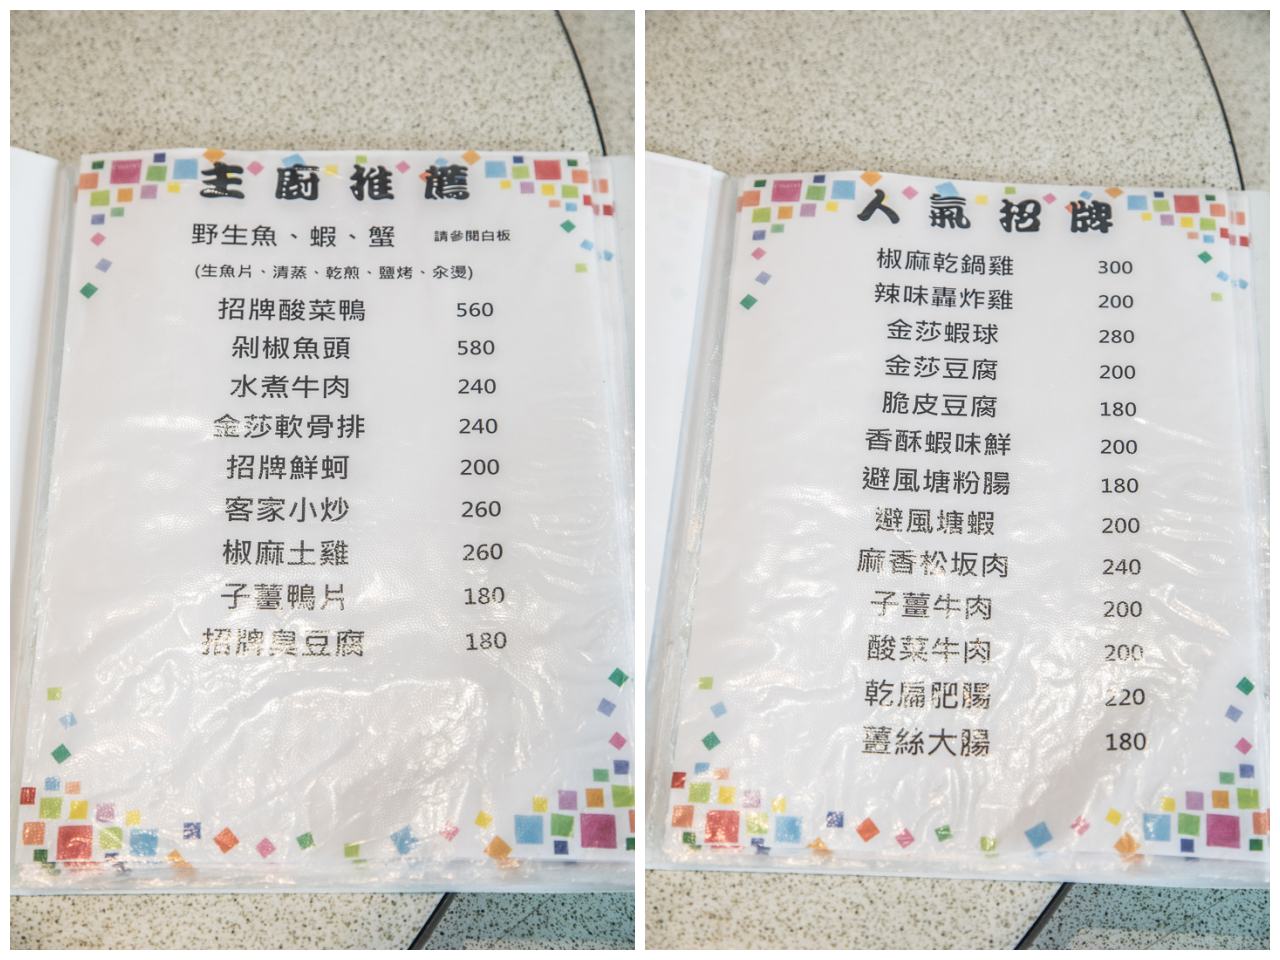 主廚推薦
野生魚、蝦、蟹 請參閱白板
(生魚片、清蒸、乾煎、鹽烤、汆燙)
招牌酸菜鴨 560
剁椒魚頭 580
水煮牛肉 240
金莎軟骨排 240
招牌鮮蚵 200
客家小炒 260
椒麻土雞 260
子薑鴨片 180
招牌臭豆腐 180
人氣招牌
椒麻乾鍋雞 300
辣味轟炸雞 200
金莎蝦球 280
金莎豆腐 200
脆皮豆腐 180
香酥蝦味鮮 200
避風塘粉腸 180
避風塘蝦 200
麻香松坂肉 240
子薑牛肉 200
酸菜牛肉 200
乾扁肥腸 220
薑絲大腸 180